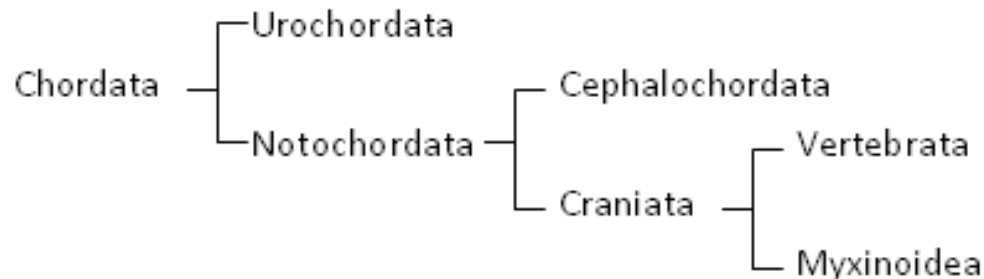 Urochordata
Chordata
Cephalochordata
Notochordata
Vertebrata
Craniata
Myxinoidea